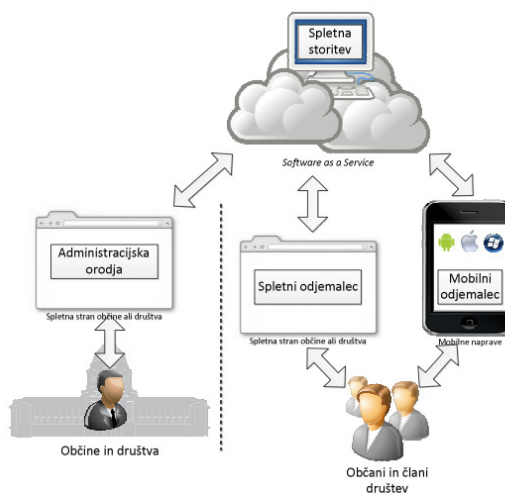 Spletna
storitev
Software as a Service
Administracijska
orodja
Spletna stran občine ali društva
Spletni odjemalec
Spletna stran občine ali društva
Mobilni
odjemalec
Mobilne naprave
Občine in društva
Občani in člani
društev